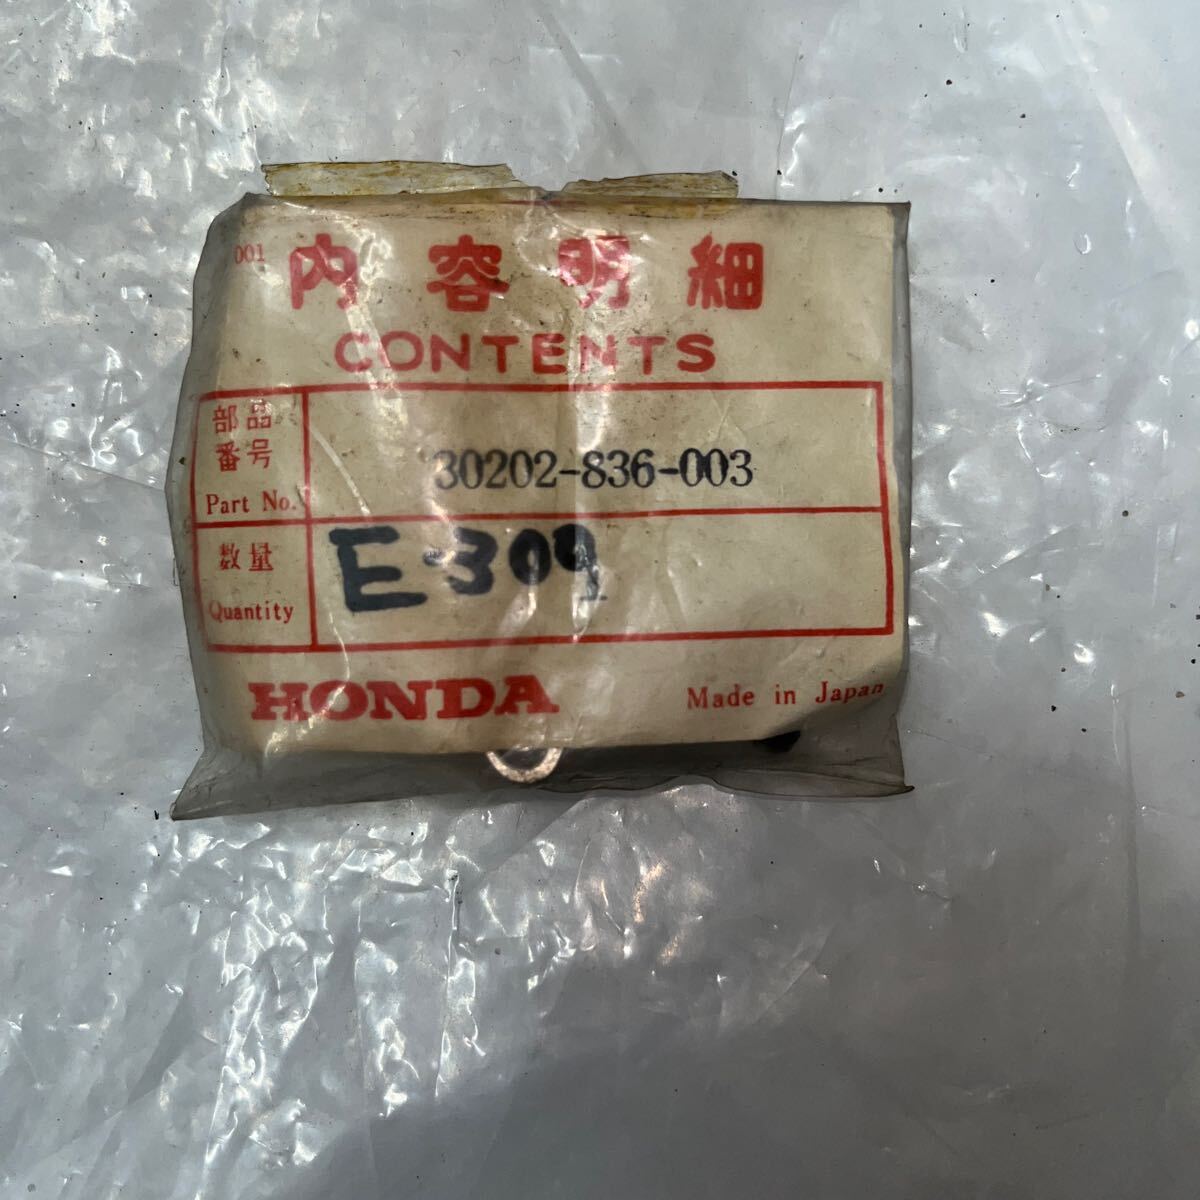 001
内容明細
CONTENTS
部品
番号
Part No.
30202-836-003
数量
Quantity
E-309
1
HONDA
Made in Japan